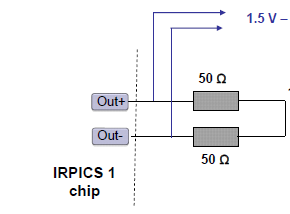 1.5 V –
50 Ω
Out+
Out-
50 Ω
IRPICS 1
chip